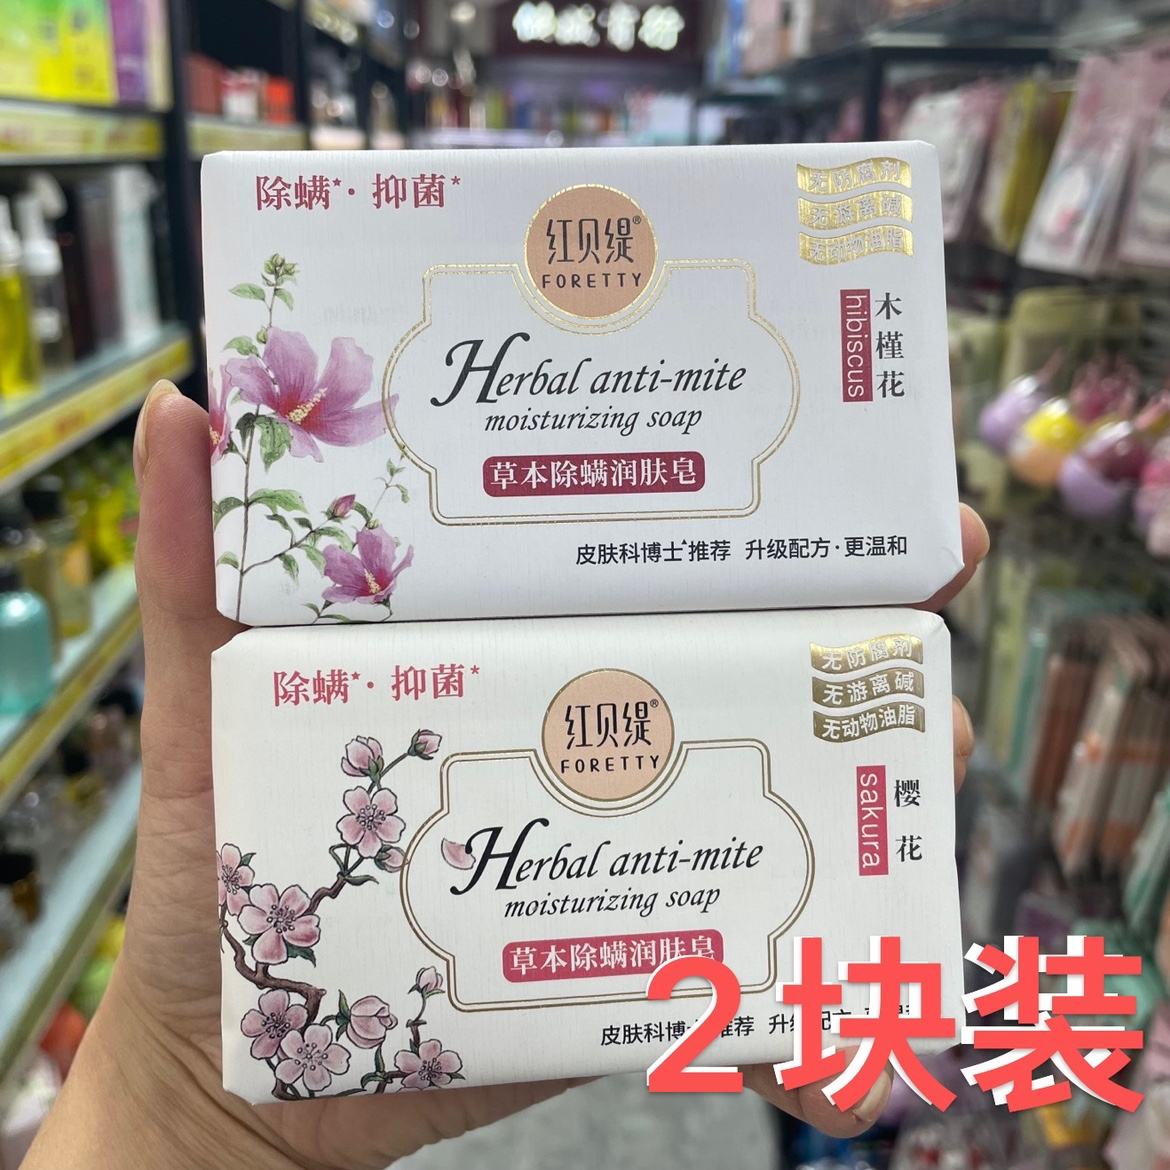 除螨*·抑菌*
红贝缇®
FORETTY
无防腐剂
无游离碱
无动物油脂
木槿花
hibiscus
Herbal anti-mite
moisturizing soap
草本除螨润肤皂
皮肤科博士推荐 升级配方·更温和
除螨*·抑菌*
红贝缇®
FORETTY
无防腐剂
无游离碱
无动物油脂
樱花
sakura
Herbal anti-mite
moisturizing soap
草本除螨润肤皂
皮肤科博士推荐 升级配方
2块装